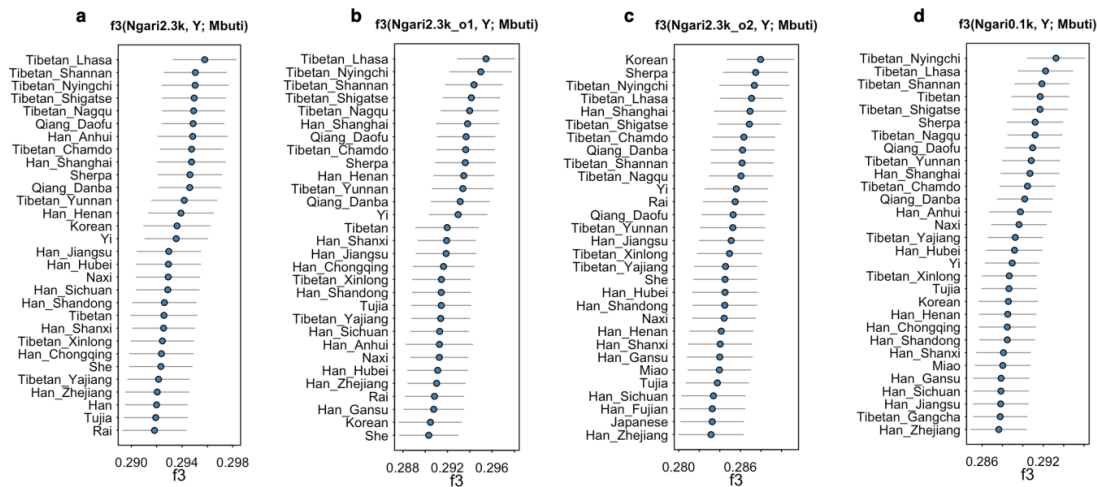 a
f3(Ngari2.3k, Y; Mbuti)
Tibetan_Lhasa
Tibetan_Shannan
Tibetan_Nyingchi
Tibetan_Shigatse
Tibetan_Nagqu
Qiang_Daofu
Han_Anhui
Tibetan_Chamdo
Han_Shanghai
Sherpa
Qiang_Danba
Tibetan_Yunnan
Han_Henan
Korean
Yi
Han_Jiangsu
Han_Hubei
Naxi
Han_Sichuan
Han_Shandong
Tibetan
Han_Shanxi
Tibetan_Xinlong
Han_Chongqing
She
Tibetan_Yajiang
Han_Zhejiang
Han
Tujia
Rai
0.290 0.294 0.298
f3
b
f3(Ngari2.3k_o1, Y; Mbuti)
Tibetan_Lhasa
Tibetan_Nyingchi
Tibetan_Shannan
Tibetan_Shigatse
Tibetan_Nagqu
Han_Shanghai
Qiang_Daofu
Tibetan_Chamdo
Sherpa
Han_Henan
Tibetan_Yunnan
Qiang_Danba
Yi
Tibetan
Han_Shanxi
Han_Jiangsu
Han_Chongqing
Tibetan_Xinlong
Han_Shandong
Tujia
Tibetan_Yajiang
Han_Sichuan
Han_Anhui
Naxi
Han_Hubei
Han_Zhejiang
Rai
Han_Gansu
Korean
She
0.288 0.292 0.296
f3
c
f3(Ngari2.3k_o2, Y; Mbuti)
Korean
Sherpa
Tibetan_Nyingchi
Tibetan_Lhasa
Han_Shanghai
Tibetan_Shigatse
Tibetan_Chamdo
Qiang_Danba
Tibetan_Shannan
Tibetan_Nagqu
Yi
Rai
Qiang_Daofu
Tibetan_Yunnan
Han_Jiangsu
Tibetan_Xinlong
Tibetan_Yajiang
She
Han_Hubei
Han_Shandong
Naxi
Han_Henan
Han_Shanxi
Han_Gansu
Miao
Tujia
Han_Sichuan
Han_Fujian
Japanese
Han_Zhejiang
0.280 0.286
f3
d
f3(Ngari0.1k, Y; Mbuti)
Tibetan_Nyingchi
Tibetan_Lhasa
Tibetan_Shannan
Tibetan
Tibetan_Shigatse
Sherpa
Tibetan_Nagqu
Qiang_Daofu
Tibetan_Yunnan
Han_Shanghai
Tibetan_Chamdo
Qiang_Danba
Han_Anhui
Naxi
Tibetan_Yajiang
Han_Hubei
Yi
Tibetan_Xinlong
Tujia
Korean
Han_Henan
Han_Chongqing
Han_Shandong
Han_Shanxi
Miao
Han_Gansu
Han_Sichuan
Han_Jiangsu
Tibetan_Gangcha
Han_Zhejiang
0.286 0.292
f3